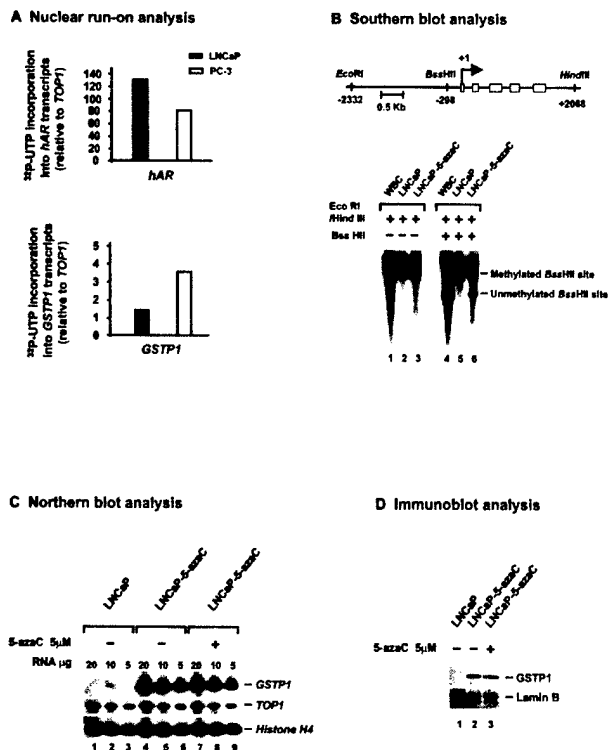 A Nuclear run-on analysis
LNCaP
PC-3
³²P-UTP incorporation
into hAR transcripts
(relative to TOP1)
140
120
100
80
60
40
20
0
hAR
³²P-UTP incorporation
into GSTP1 transcripts
(relative to TOP1)
5
4
3
2
1
0
GSTP1
B Southern blot analysis
+1
EcoRI BssHII HindIII
-2332 -298 +2068
0.5 Kb
WBC LNCaP LNCaP-5-azaC WBC LNCaP LNCaP-5-azaC
Eco RI
/Hind III + + + + + +
Bss HII - - - + + +
Methylated BssHII site
Unmethylated BssHII site
1 2 3 4 5 6
C Northern blot analysis
LNCaP LNCaP-5-azaC LNCaP-5-azaC
5-azaC 5µM - - +
RNA µg 20 10 5 20 10 5 20 10 5
GSTP1
TOP1
Histone H4
1 2 3 4 5 6 7 8 9
D Immunoblot analysis
LNCaP LNCaP-5-azaC LNCaP-5-azaC
5-azaC 5µM - - +
GSTP1
Lamin B
1 2 3